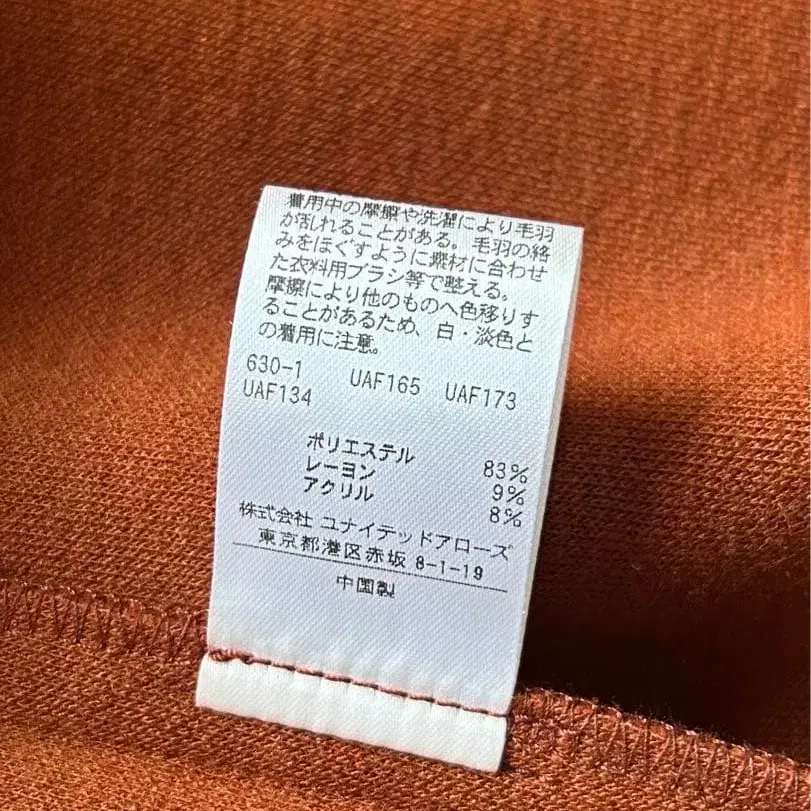 着用中の摩擦や洗濯により毛羽
が乱れることがある。毛羽の絡
みをほぐすように素材に合わせ
た衣料用ブラシ等で整える。
摩擦により他のものへ色移りす
ることがあるため、白・淡色と
の着用に注意。
630-1 UAF165 UAF173
UAF134
ポリエステル 83%
レーヨン 9%
アクリル 8%
株式会社 ユナイテッドアローズ
東京都港区赤坂 8-1-19
中国製